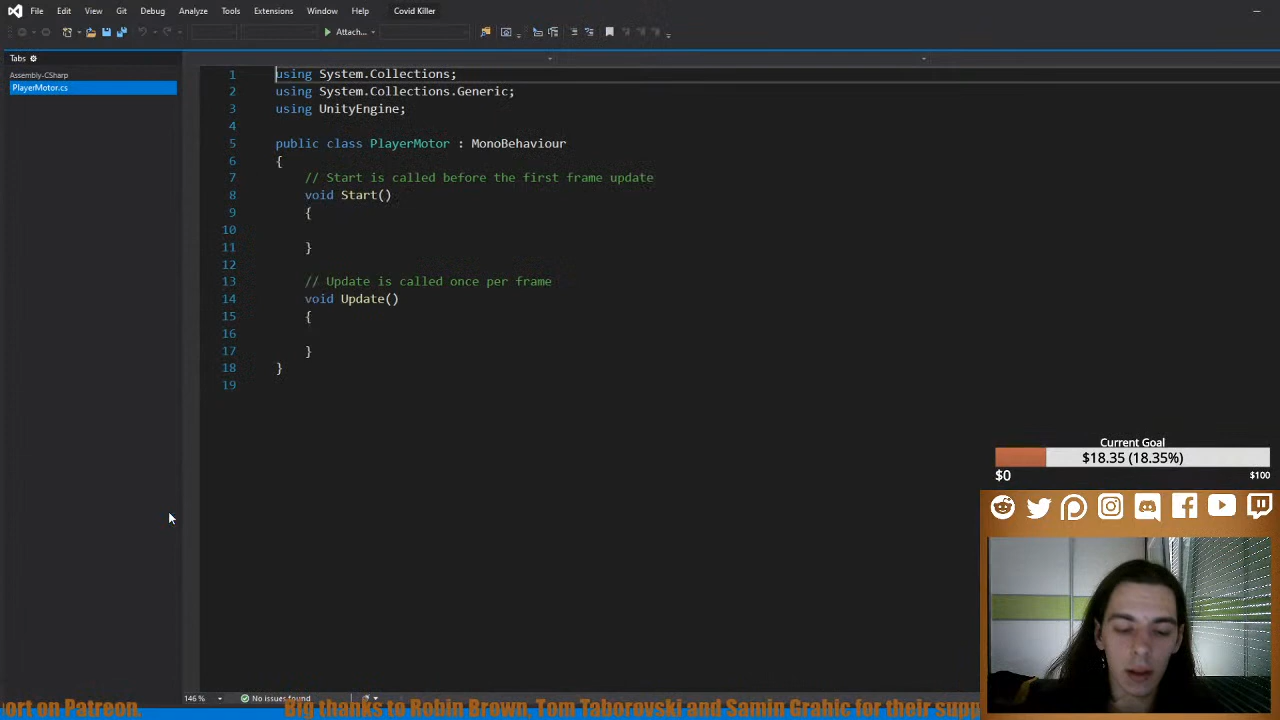 File Edit View Git Debug Analyze Tools Extensions Window Help Covid Killer
Attach...
Tabs
Assembly-CSharp
PlayerMotor.cs
1 using System.Collections;
2 using System.Collections.Generic;
3 using UnityEngine;
4
5 public class PlayerMotor : MonoBehaviour
6 {
7 // Start is called before the first frame update
8 void Start()
9 {
10
11 }
12
13 // Update is called once per frame
14 void Update()
15 {
16
17 }
18 }
19
Current Goal
$18.35 (18.35%)
$0 $100
146 % No issues found
ort on Patreon. Big thanks to Robin Brown, Tom Taborovski and Samin Grahic for their supp